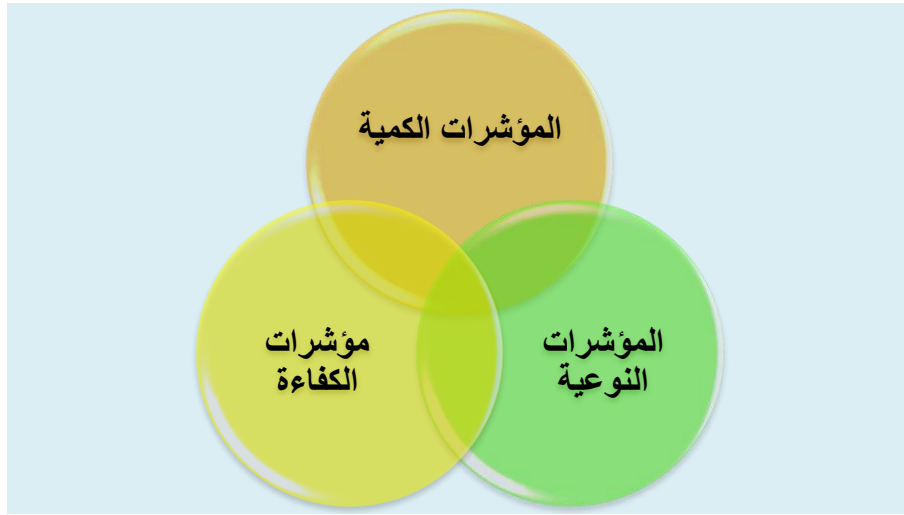 المؤشرات الكمية
المؤشرات
النوعية
مؤشرات
الكفاءة